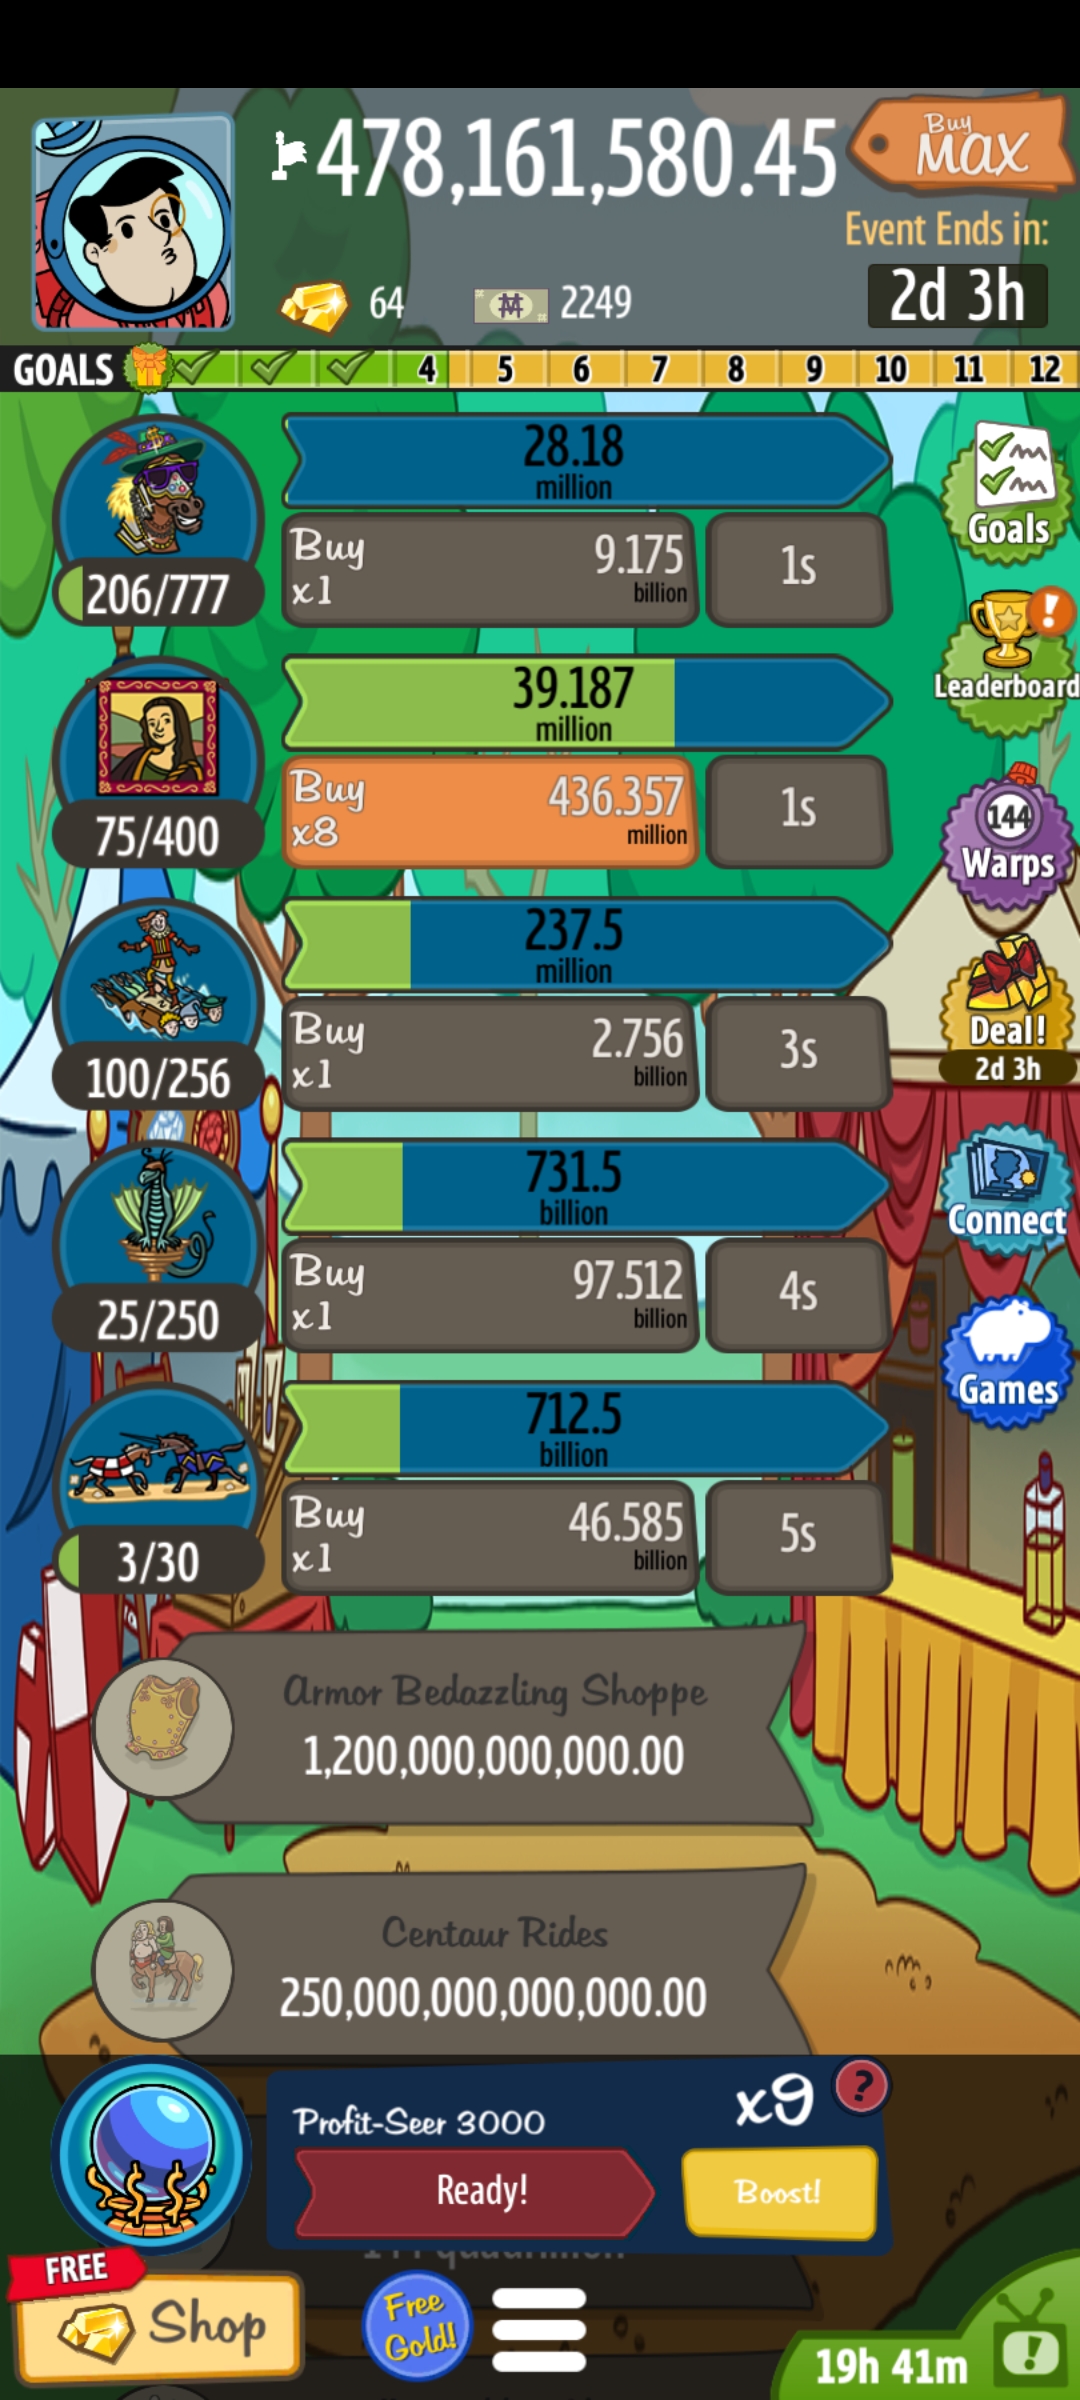 478,161,580.45
Buy
MAX
Event Ends in:
64
2249
2d 3h
GOALS
4
5
6
7
8
9
10
11
12
28.18
million
Buy
x1
9.175
billion
1s
206/777
Goals
39.187
million
Leaderboard
Buy
x8
436.357
million
1s
75/400
144
Warps
237.5
million
Buy
x1
2.756
billion
3s
100/256
Deal!
2d 3h
731.5
billion
Buy
x1
97.512
billion
4s
25/250
Connect
712.5
billion
Games
Buy
x1
46.585
billion
5s
3/30
Armor Bedazzling Shoppe
1,200,000,000,000.00
Centaur Rides
250,000,000,000,000.00
Profit-Seer 3000
x9
?
Ready!
Boost!
FREE
Shop
Free
Gold!
19h 41m